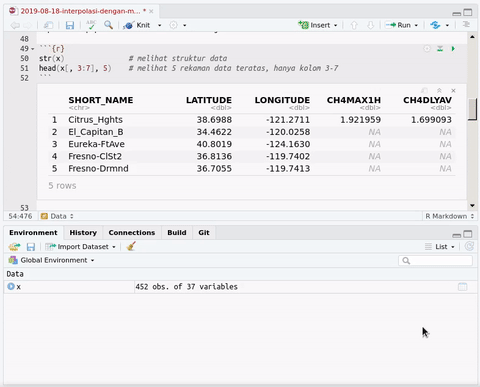 2019-08-18-interpolasi-dengan-m... *
Knit Insert Run
48
49 ```{r}
50 str(x) # melihat struktur data
51 head(x[, 3:7], 5) # melihat 5 rekaman data teratas, hanya kolom 3-7
52 ```
SHORT_NAME LATITUDE LONGITUDE CH4MAX1H CH4DLYAV
<chr> <dbl> <dbl> <dbl> <dbl>
1 Citrus_Hghts 38.6988 -121.2711 1.921959 1.699093
2 El_Capitan_B 34.4622 -120.0258 NA NA
3 Eureka-FtAve 40.8019 -124.1630 NA NA
4 Fresno-ClSt2 36.8136 -119.7402 NA NA
5 Fresno-Drmnd 36.7055 -119.7413 NA NA
5 rows
53
54:476 Data R Markdown
Environment History Connections Build Git
Import Dataset List
Global Environment
Data
x 452 obs. of 37 variables